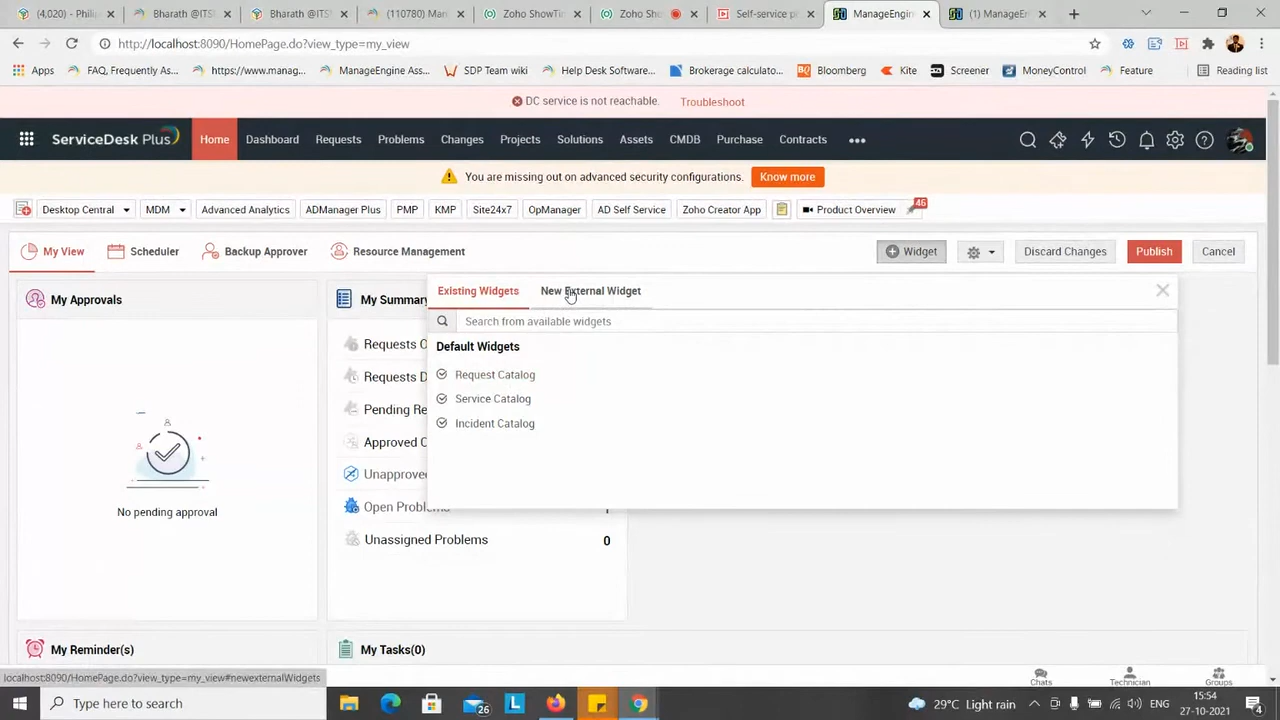 (4,020) - Philip
Bharath @ITSM
Bharath @ITSM
(110780) Man
Zoho ShowTim
Zoho Sh
Self-service p
ManageEngin
(1) ManageEn
http://localhost:8090/HomePage.do?view_type=my_view
Apps
FAQ, Frequently As...
https://www.manag...
ManageEngine Ass...
SDP Team wiki
Help Desk Software...
Brokerage calculato...
BQ
Bloomberg
Kite
Screener
MoneyControl
Feature
Reading list
DC service is not reachable. Troubleshoot
ServiceDesk Plus
Home
Dashboard
Requests
Problems
Changes
Projects
Solutions
Assets
CMDB
Purchase
Contracts
You are missing out on advanced security configurations. Know more
Desktop Central
MDM
Advanced Analytics
ADManager Plus
PMP
KMP
Site24x7
OpManager
AD Self Service
Zoho Creator App
Product Overview
46
My View
Scheduler
Backup Approver
Resource Management
Widget
Discard Changes
Publish
Cancel
My Approvals
No pending approval
My Summary
Requests O
Requests D
Pending Re
Approved C
Unapprove
Open Problems
Unassigned Problems 0
Existing Widgets
New External Widget
Search from available widgets
Default Widgets
Request Catalog
Service Catalog
Incident Catalog
My Reminder(s)
My Tasks(0)
localhost:8090/HomePage.do?view_type=my_view#newexternalWidgets
Chats
Technician
Groups
Type here to search
26
L
29°C Light rain
ENG
15:54
27-10-2021
4